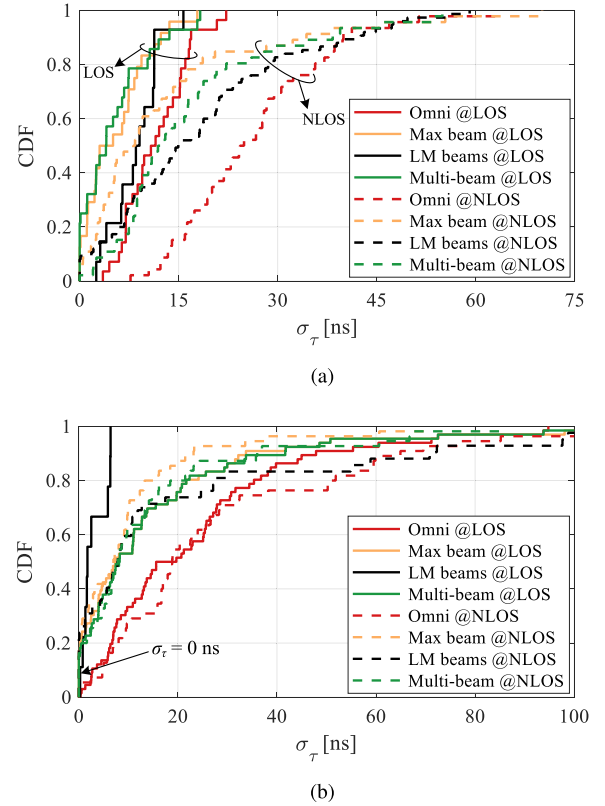 1
0.8
0.6
0.4
0.2
0
CDF
LOS
NLOS
Omni @LOS
Max beam @LOS
LM beams @LOS
Multi-beam @LOS
Omni @NLOS
Max beam @NLOS
LM beams @NLOS
Multi-beam @NLOS
0 15 30 45 60 75
σ_τ [ns]
(a)
1
0.8
0.6
0.4
0.2
0
CDF
σ_τ = 0 ns
Omni @LOS
Max beam @LOS
LM beams @LOS
Multi-beam @LOS
Omni @NLOS
Max beam @NLOS
LM beams @NLOS
Multi-beam @NLOS
0 20 40 60 80 100
σ_τ [ns]
(b)